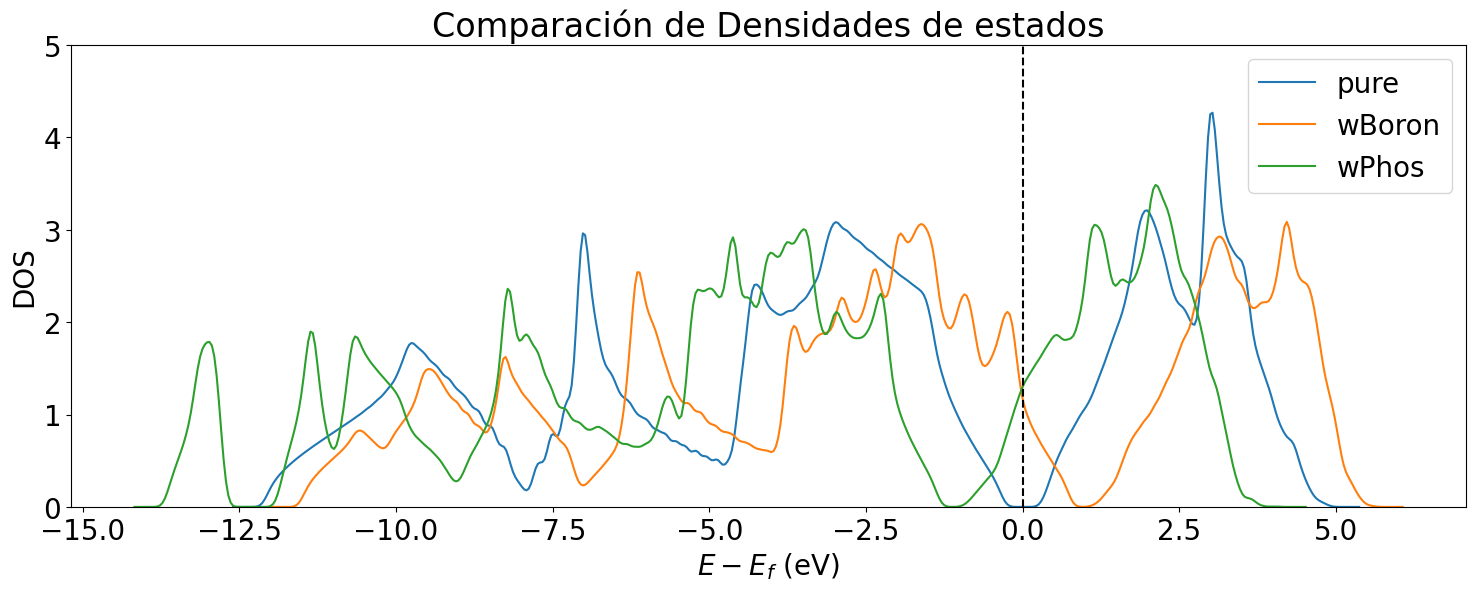 Comparación de Densidades de estados
DOS
5
4
3
2
1
0
−15.0 −12.5 −10.0 −7.5 −5.0 −2.5 0.0 2.5 5.0
E − E_f (eV)
pure
wBoron
wPhos